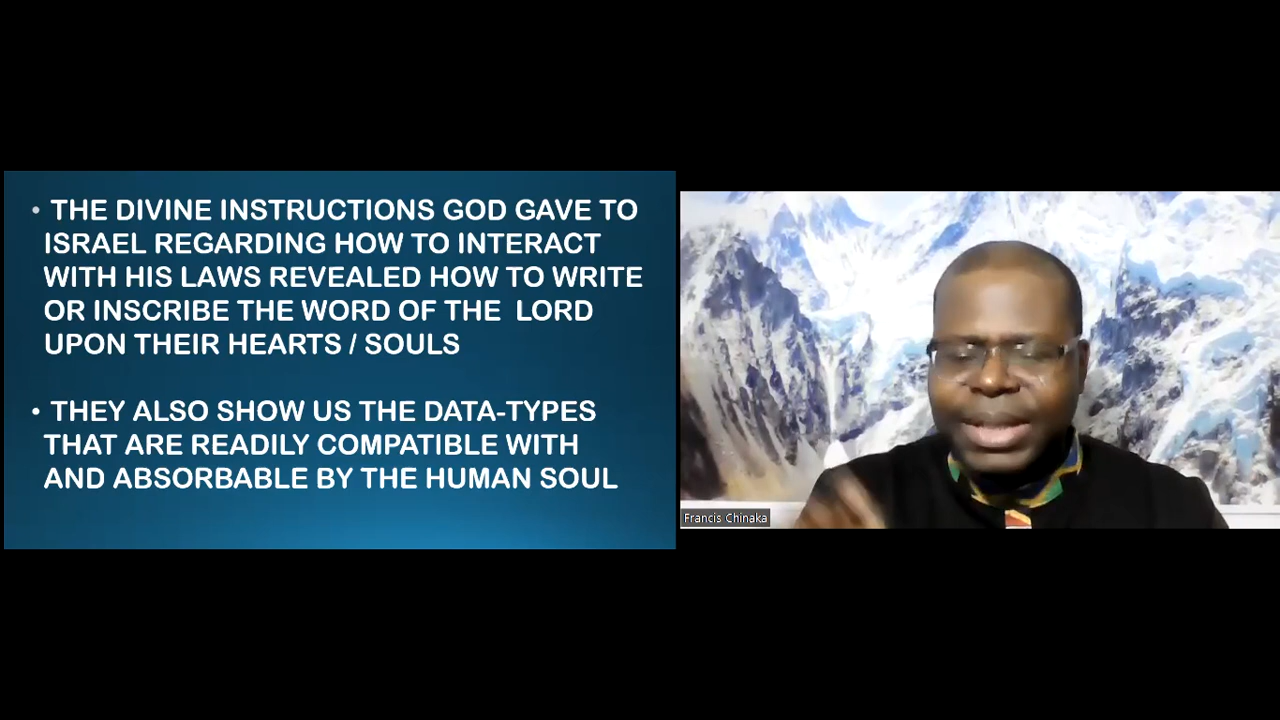 • THE DIVINE INSTRUCTIONS GOD GAVE TO
ISRAEL REGARDING HOW TO INTERACT
WITH HIS LAWS REVEALED HOW TO WRITE
OR INSCRIBE THE WORD OF THE  LORD
UPON THEIR HEARTS / SOULS
• THEY ALSO SHOW US THE DATA-TYPES
THAT ARE READILY COMPATIBLE WITH
AND ABSORBABLE BY THE HUMAN SOUL
Francis Chinaka